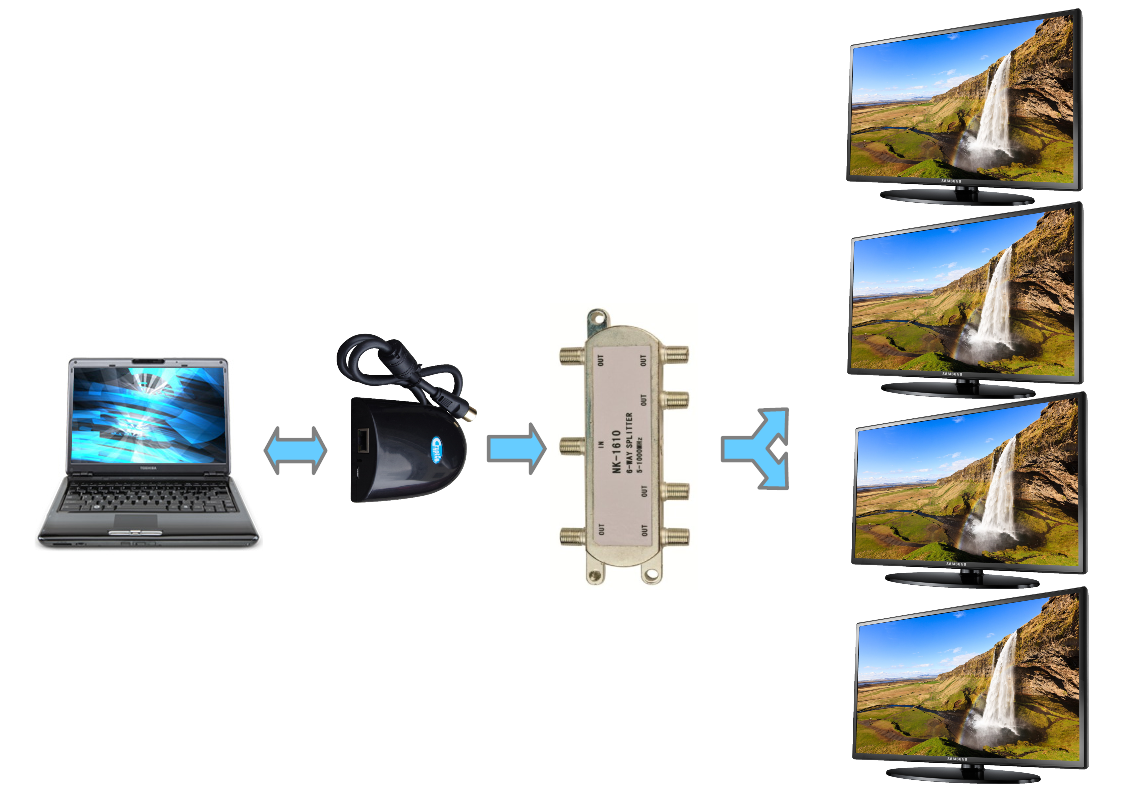 SAMSUNG
SAMSUNG
TOSHIBA
OUT
OUT
OUT
IN
NK-1610
6-WAY SPLITTER
5-1000MHz
OUT
OUT
OUT
SAMSUNG
SAMSUNG